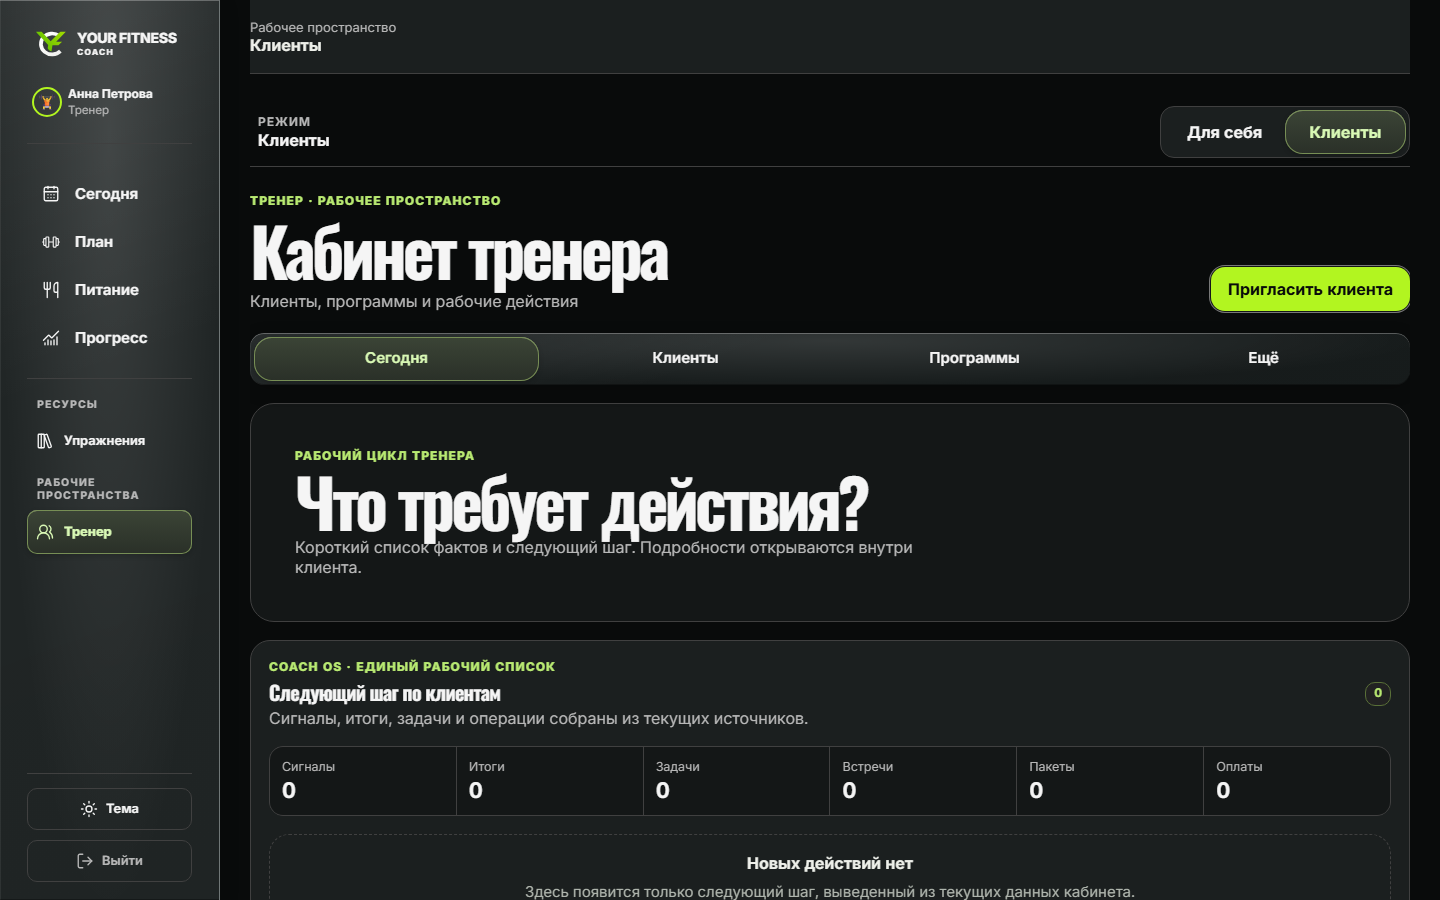 YOUR FITNESS
COACH
Анна Петрова
Тренер
Сегодня
План
Питание
Прогресс
РЕСУРСЫ
Упражнения
РАБОЧИЕ
ПРОСТРАНСТВА
Тренер
Тема
Выйти
Рабочее пространство
Клиенты
РЕЖИМ
Клиенты
Для себя
Клиенты
ТРЕНЕР · РАБОЧЕЕ ПРОСТРАНСТВО
Кабинет тренера
Клиенты, программы и рабочие действия
Пригласить клиента
Сегодня
Клиенты
Программы
Ещё
РАБОЧИЙ ЦИКЛ ТРЕНЕРА
Что требует действия?
Короткий список фактов и следующий шаг. Подробности открываются внутри
клиента.
COACH OS · ЕДИНЫЙ РАБОЧИЙ СПИСОК
Следующий шаг по клиентам
0
Сигналы, итоги, задачи и операции собраны из текущих источников.
Сигналы
0
Итоги
0
Задачи
0
Встречи
0
Пакеты
0
Оплаты
0
Новых действий нет
Здесь появится только следующий шаг, выведенный из текущих данных кабинета.